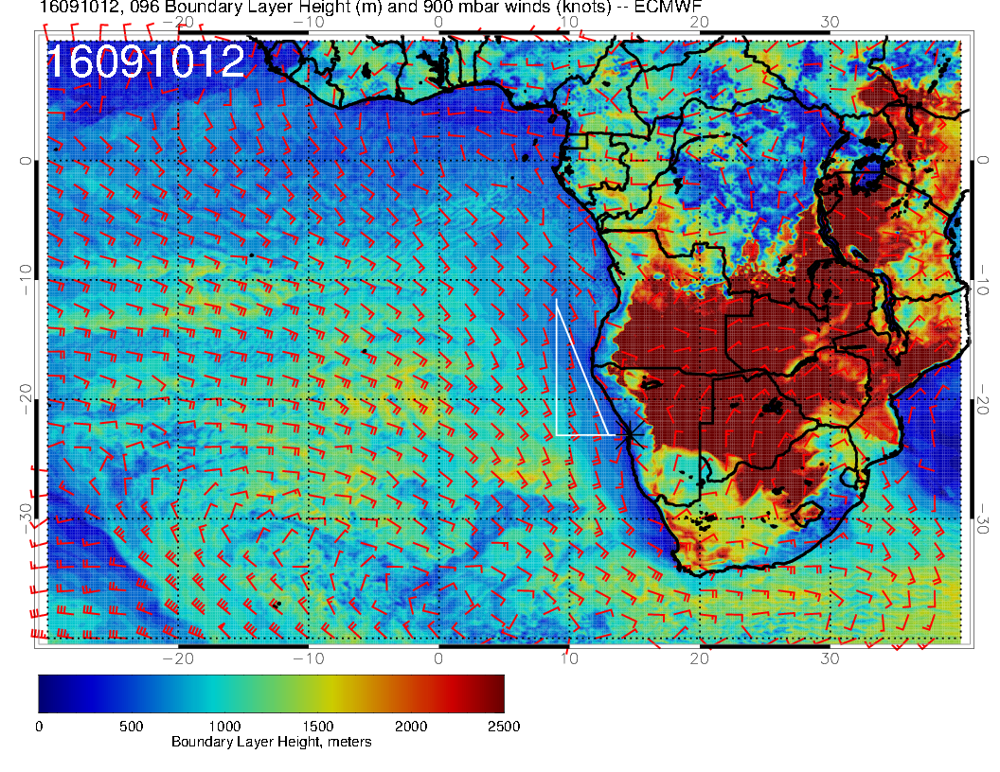 16091012, 096 Boundary Layer Height (m) and 900 mbar winds (knots) -- ECMWF
−20 −10 0 10 20 30
16091012
0 0
−10 −10
−20 −20
−30 −30
−20 −10 0 10 20 30
0 500 1000 1500 2000 2500
Boundary Layer Height, meters